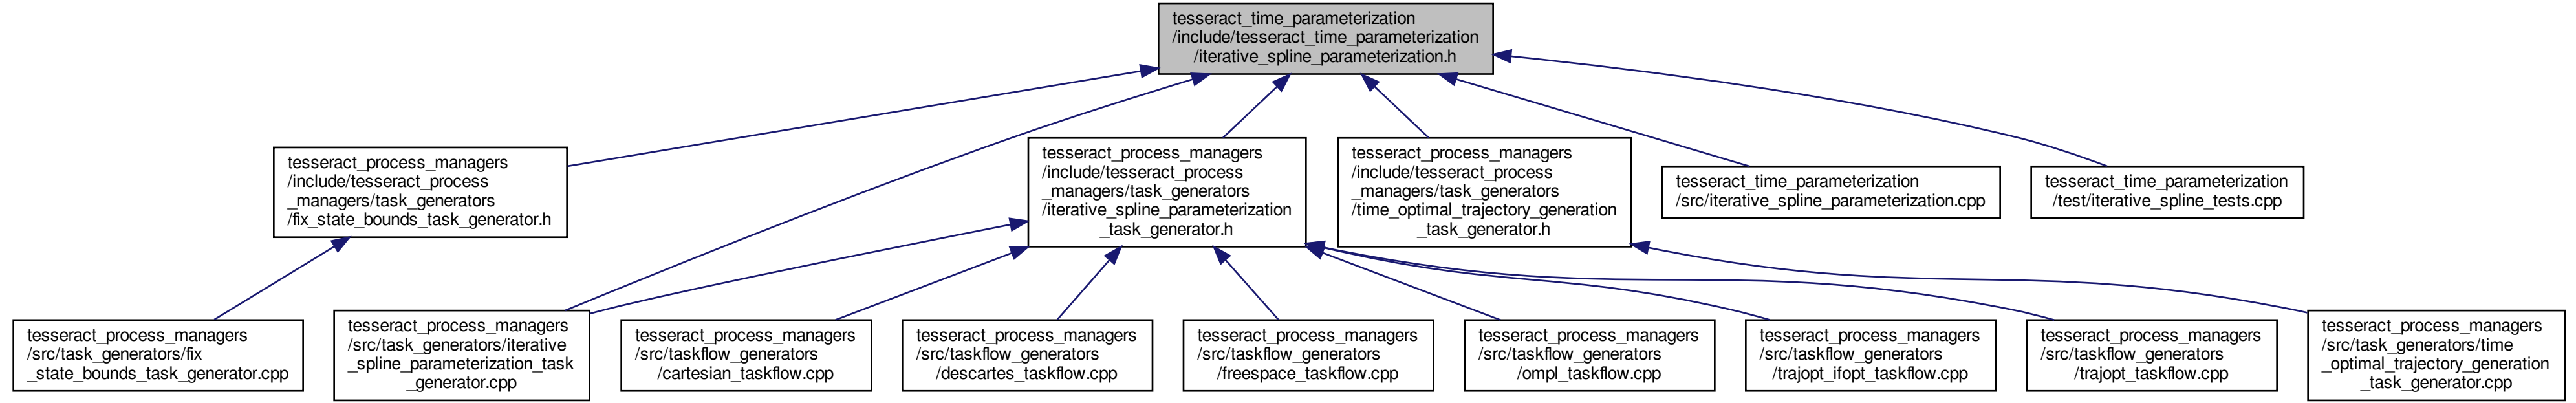 tesseract_time_parameterization
/include/tesseract_time_parameterization
/iterative_spline_parameterization.h
tesseract_process_managers
/include/tesseract_process
_managers/task_generators
/fix_state_bounds_task_generator.h
tesseract_process_managers
/include/tesseract_process
_managers/task_generators
/iterative_spline_parameterization
_task_generator.h
tesseract_process_managers
/include/tesseract_process
_managers/task_generators
/time_optimal_trajectory_generation
_task_generator.h
tesseract_time_parameterization
/src/iterative_spline_parameterization.cpp
tesseract_time_parameterization
/test/iterative_spline_tests.cpp
tesseract_process_managers
/src/task_generators/fix
_state_bounds_task_generator.cpp
tesseract_process_managers
/src/task_generators/iterative
_spline_parameterization_task
_generator.cpp
tesseract_process_managers
/src/taskflow_generators
/cartesian_taskflow.cpp
tesseract_process_managers
/src/taskflow_generators
/descartes_taskflow.cpp
tesseract_process_managers
/src/taskflow_generators
/freespace_taskflow.cpp
tesseract_process_managers
/src/taskflow_generators
/ompl_taskflow.cpp
tesseract_process_managers
/src/taskflow_generators
/trajopt_ifopt_taskflow.cpp
tesseract_process_managers
/src/taskflow_generators
/trajopt_taskflow.cpp
tesseract_process_managers
/src/task_generators/time
_optimal_trajectory_generation
_task_generator.cpp